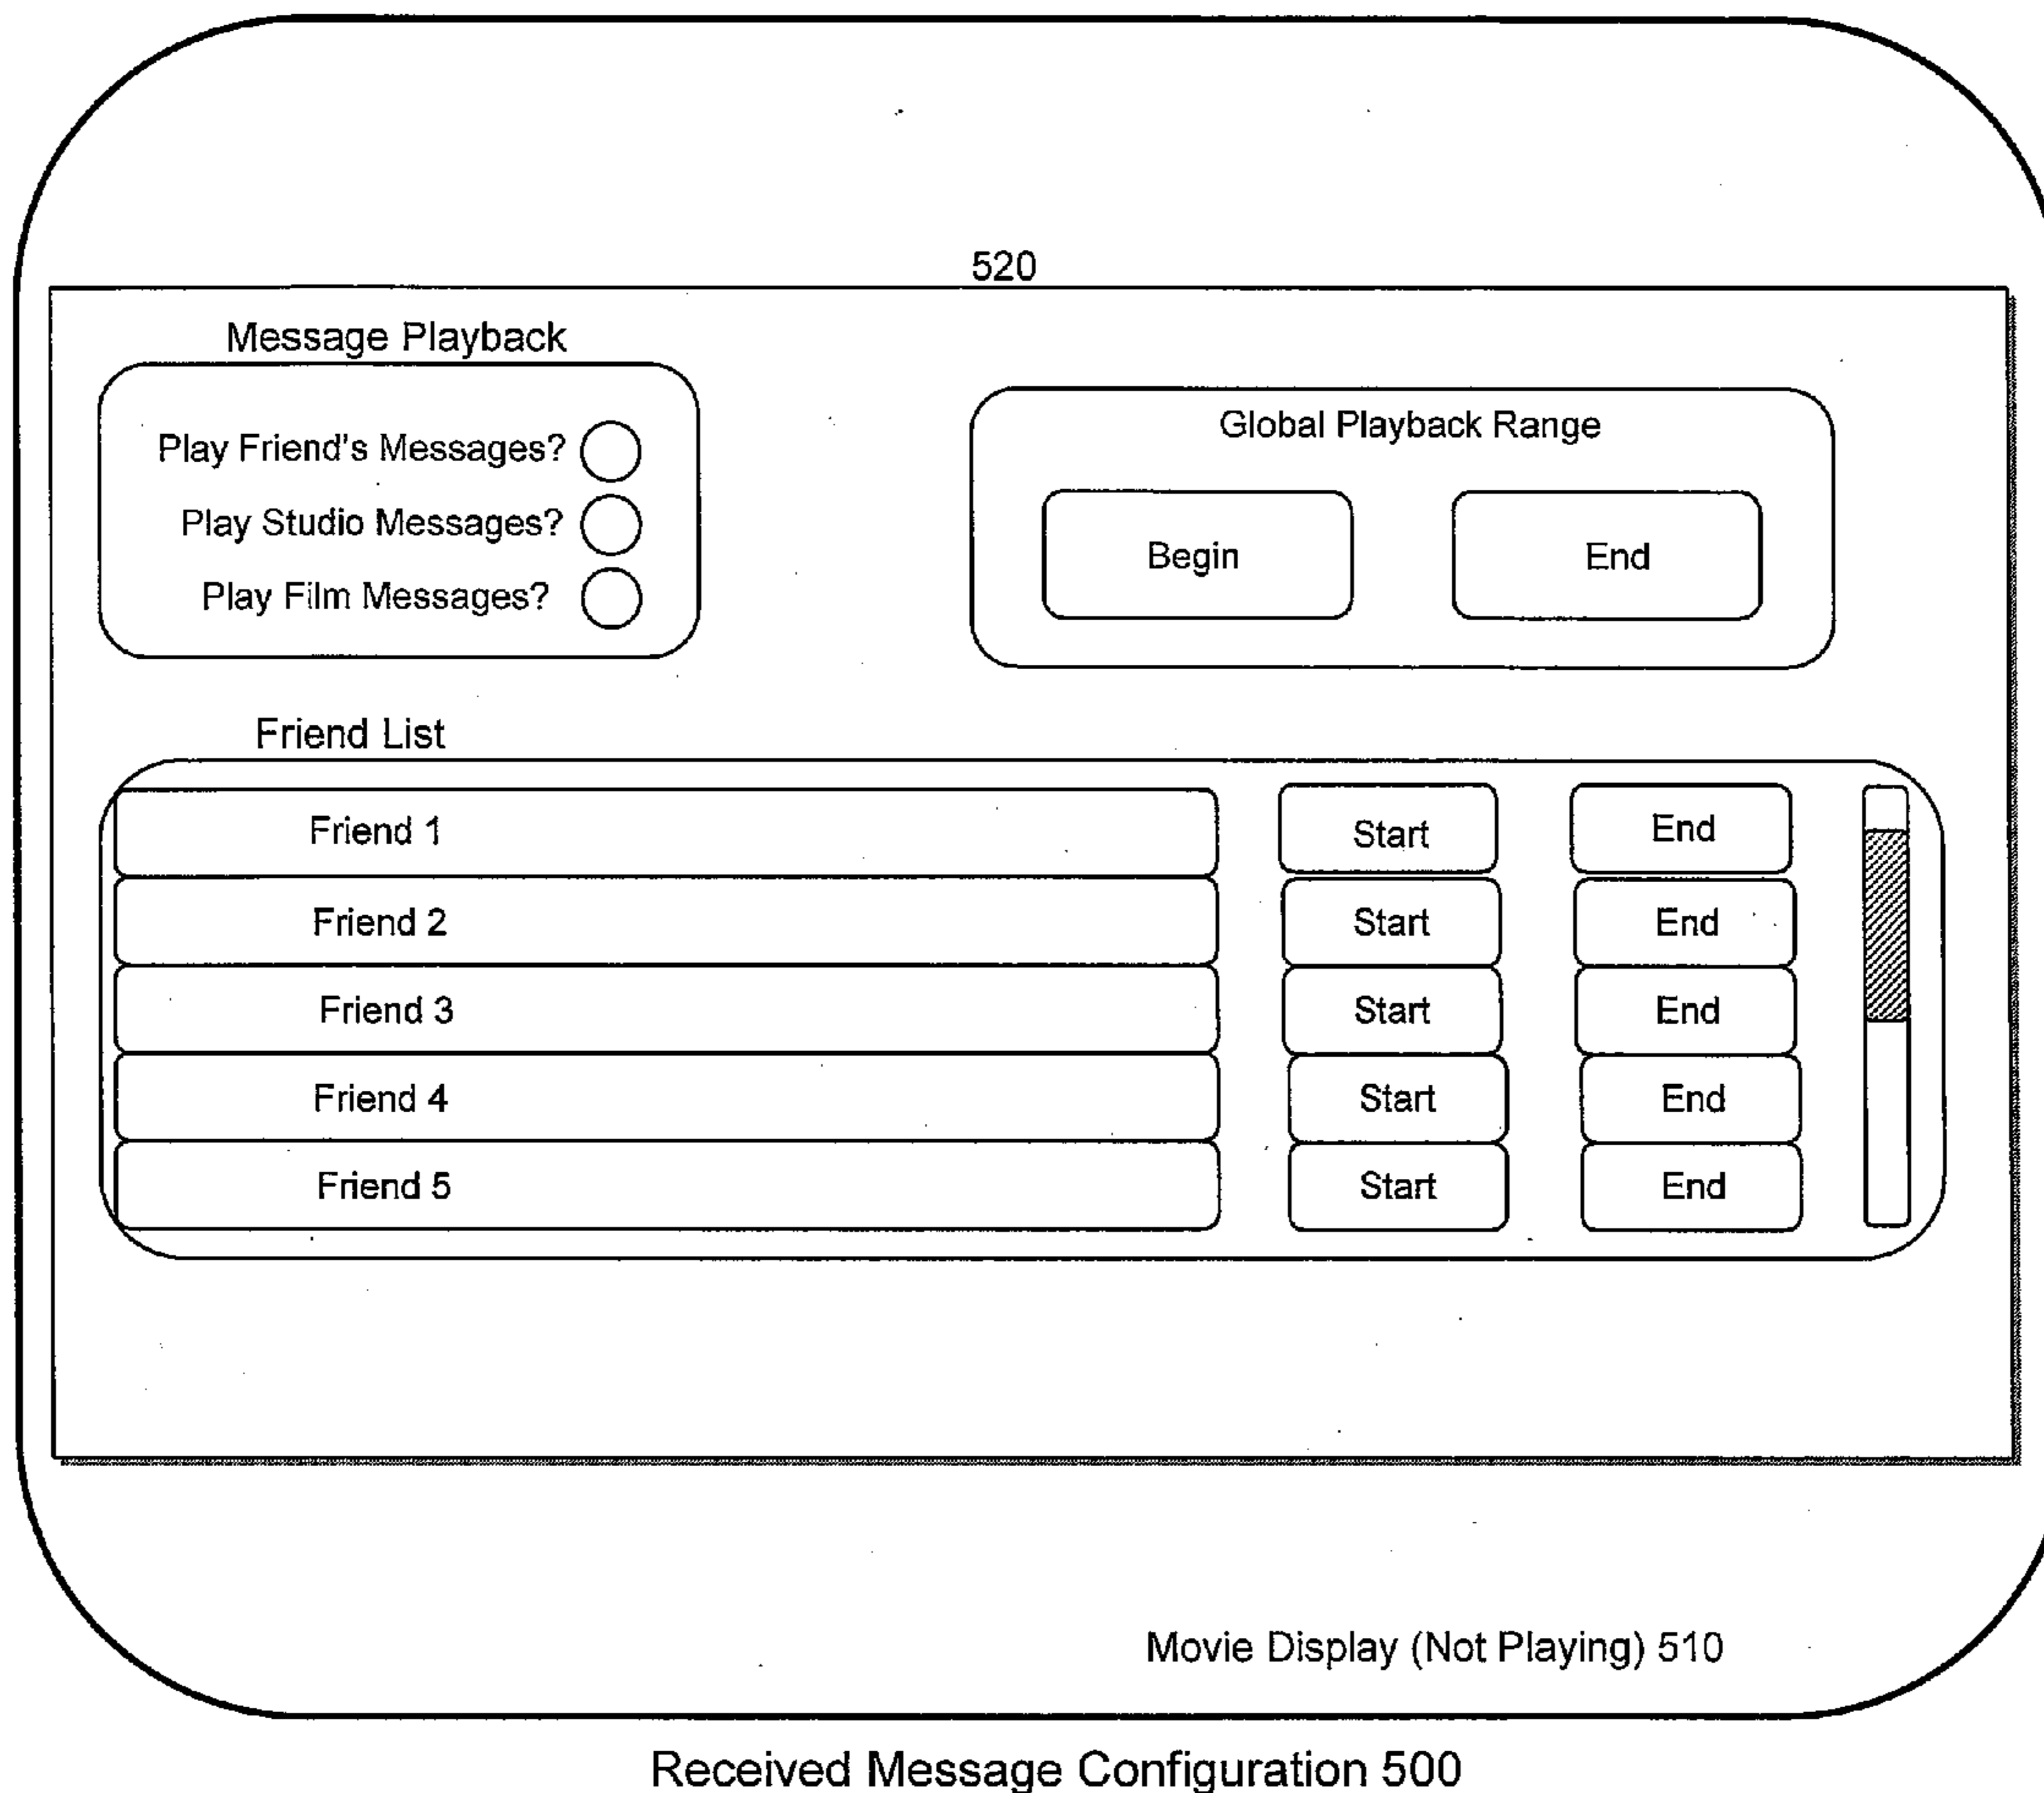 520
Message Playback
Play Friend's Messages?
Play Studio Messages?
Play Film Messages?
Global Playback Range
Begin End
Friend List
Friend 1 Start End
Friend 2 Start End
Friend 3 Start End
Friend 4 Start End
Friend 5 Start End
Movie Display (Not Playing) 510
Received Message Configuration 500